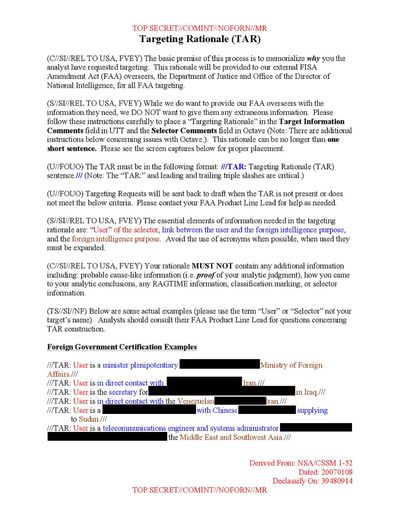 TOP SECRET//COMINT//NOFORN//MR
Targeting Rationale (TAR)
(C//SI//REL TO USA, FVEY) The basic premise of this process is to memorialize why you the
analyst have requested targeting. This rationale will be provided to our external FISA
Amendment Act (FAA) overseers, the Department of Justice and Office of the Director of
National Intelligence, for all FAA targeting.
(S//SI//REL TO USA, FVEY) While we do want to provide our FAA overseers with the
information they need, we DO NOT want to give them any extraneous information. Please
follow these instructions carefully to place a “Targeting Rationale” in the Target Information
Comments field in UTT and the Selector Comments field in Octave (Note: There are additional
instructions below concerning issues with Octave.). This rationale can be no longer than one
short sentence. Please see the screen captures below for proper placement.
(U//FOUO) The TAR must be in the following format: ///TAR: Targeting Rationale (TAR)
sentence./// (Note: The “TAR:” and leading and trailing triple slashes are critical.)
(U//FOUO) Targeting Requests will be sent back to draft when the TAR is not present or does
not meet the below criteria. Please contact your FAA Product Line Lead for help as needed.
(S//SI//REL TO USA, FVEY) The essential elements of information needed in the targeting
rationale are: “User” of the selector, link between the user and the foreign intelligence purpose,
and the foreign intelligence purpose. Avoid the use of acronyms when possible, when used they
must be expanded.
(C//SI//REL TO USA, FVEY) Your rationale MUST NOT contain any additional information
including: probable cause-like information (i.e. proof of your analytic judgment), how you came
to your analytic conclusions, any RAGTIME information, classification marking, or selector
information.
(TS//SI//NF) Below are some actual examples (please use the term “User” or “Selector” not your
target’s name). Analysts should consult their FAA Product Line Lead for questions concerning
TAR construction.
Foreign Government Certification Examples
///TAR: User is a minister plenipotentiary Ministry of Foreign
Affairs.///
///TAR: User is in direct contact with Iran.///
///TAR: User is the secretary for in Iraq.///
///TAR: User is in direct contact with the Venezuelan Iran.///
///TAR: User is a with Chinese supplying
to Sudan.///
///TAR: User is a telecommunications engineer and systems administrator
the Middle East and Southwest Asia.///
Derived From: NSA/CSSM 1-52
Dated: 20070108
Declassify On: 39480914
TOP SECRET//COMINT//NOFORN//MR